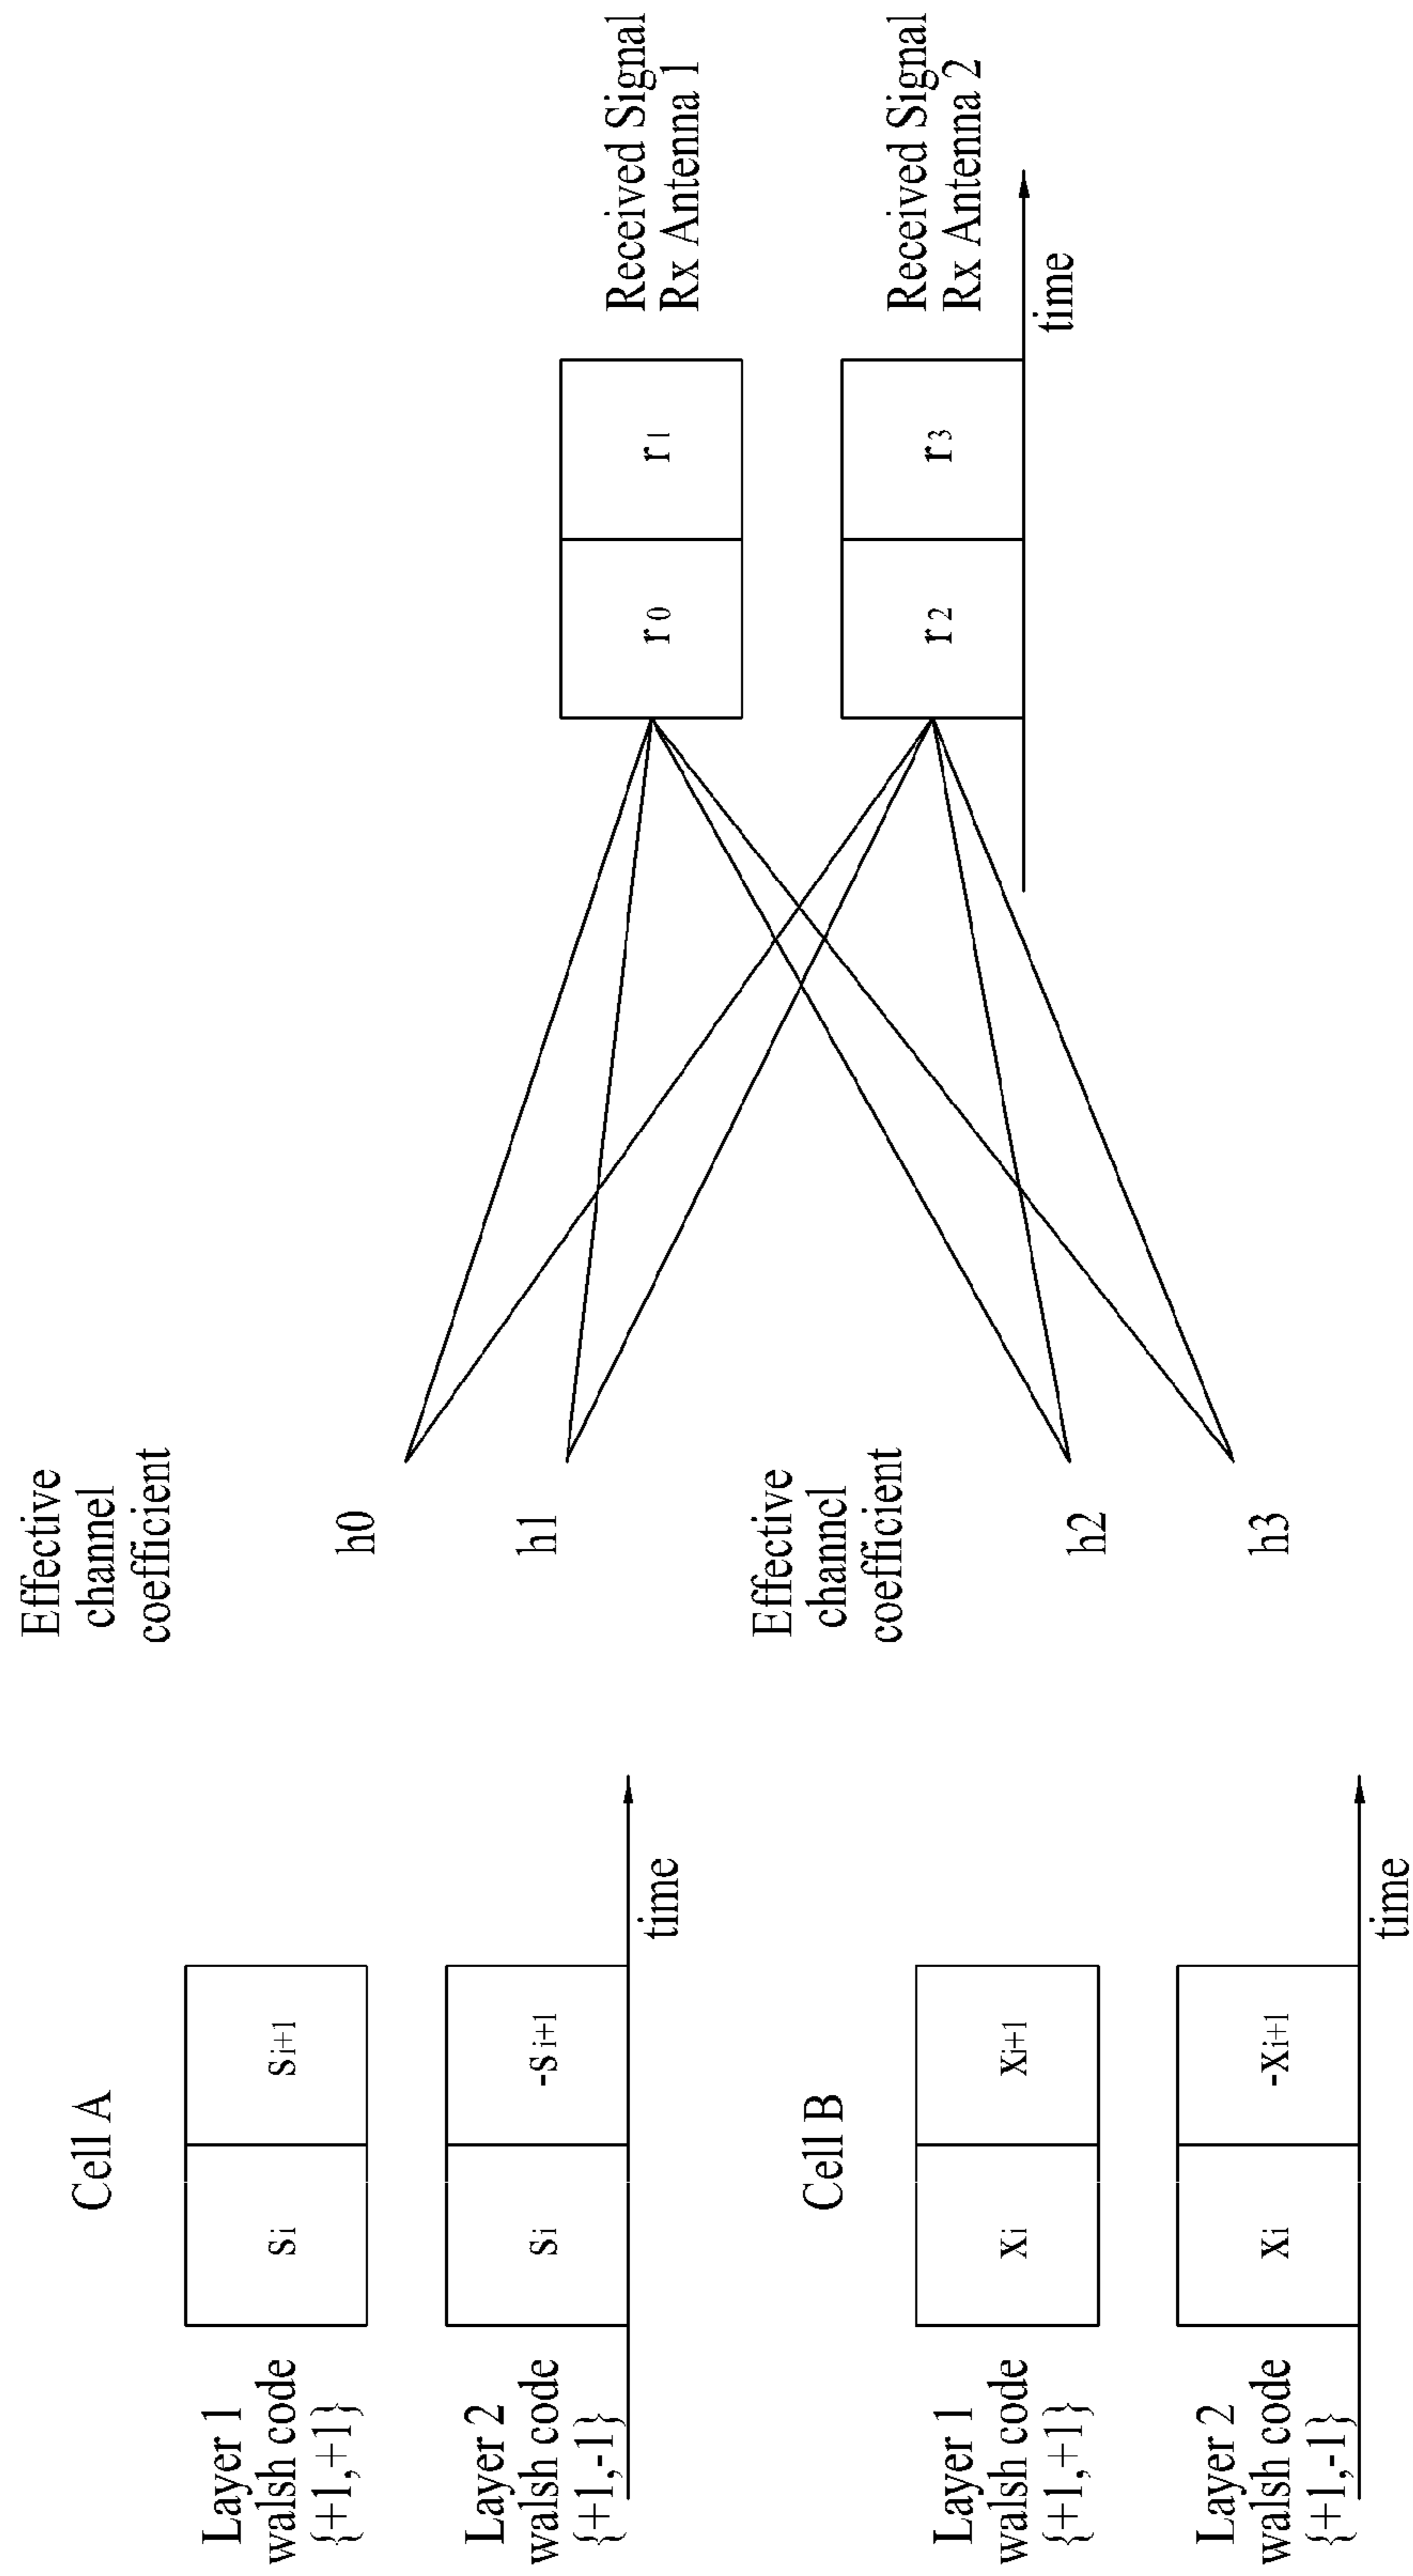 Cell A
Layer 1
walsh code
{+1,+1}
si
si+1
Layer 2
walsh code
{+1,-1}
si
-si+1
time
Effective
channel
coefficient
h0
h1
Cell B
Layer 1
walsh code
{+1,+1}
xi
xi+1
Layer 2
walsh code
{+1,-1}
xi
-xi+1
time
Effective
channel
coefficient
h2
h3
r0
r1
Received Signal
Rx Antenna 1
r2
r3
Received Signal
Rx Antenna 2
time